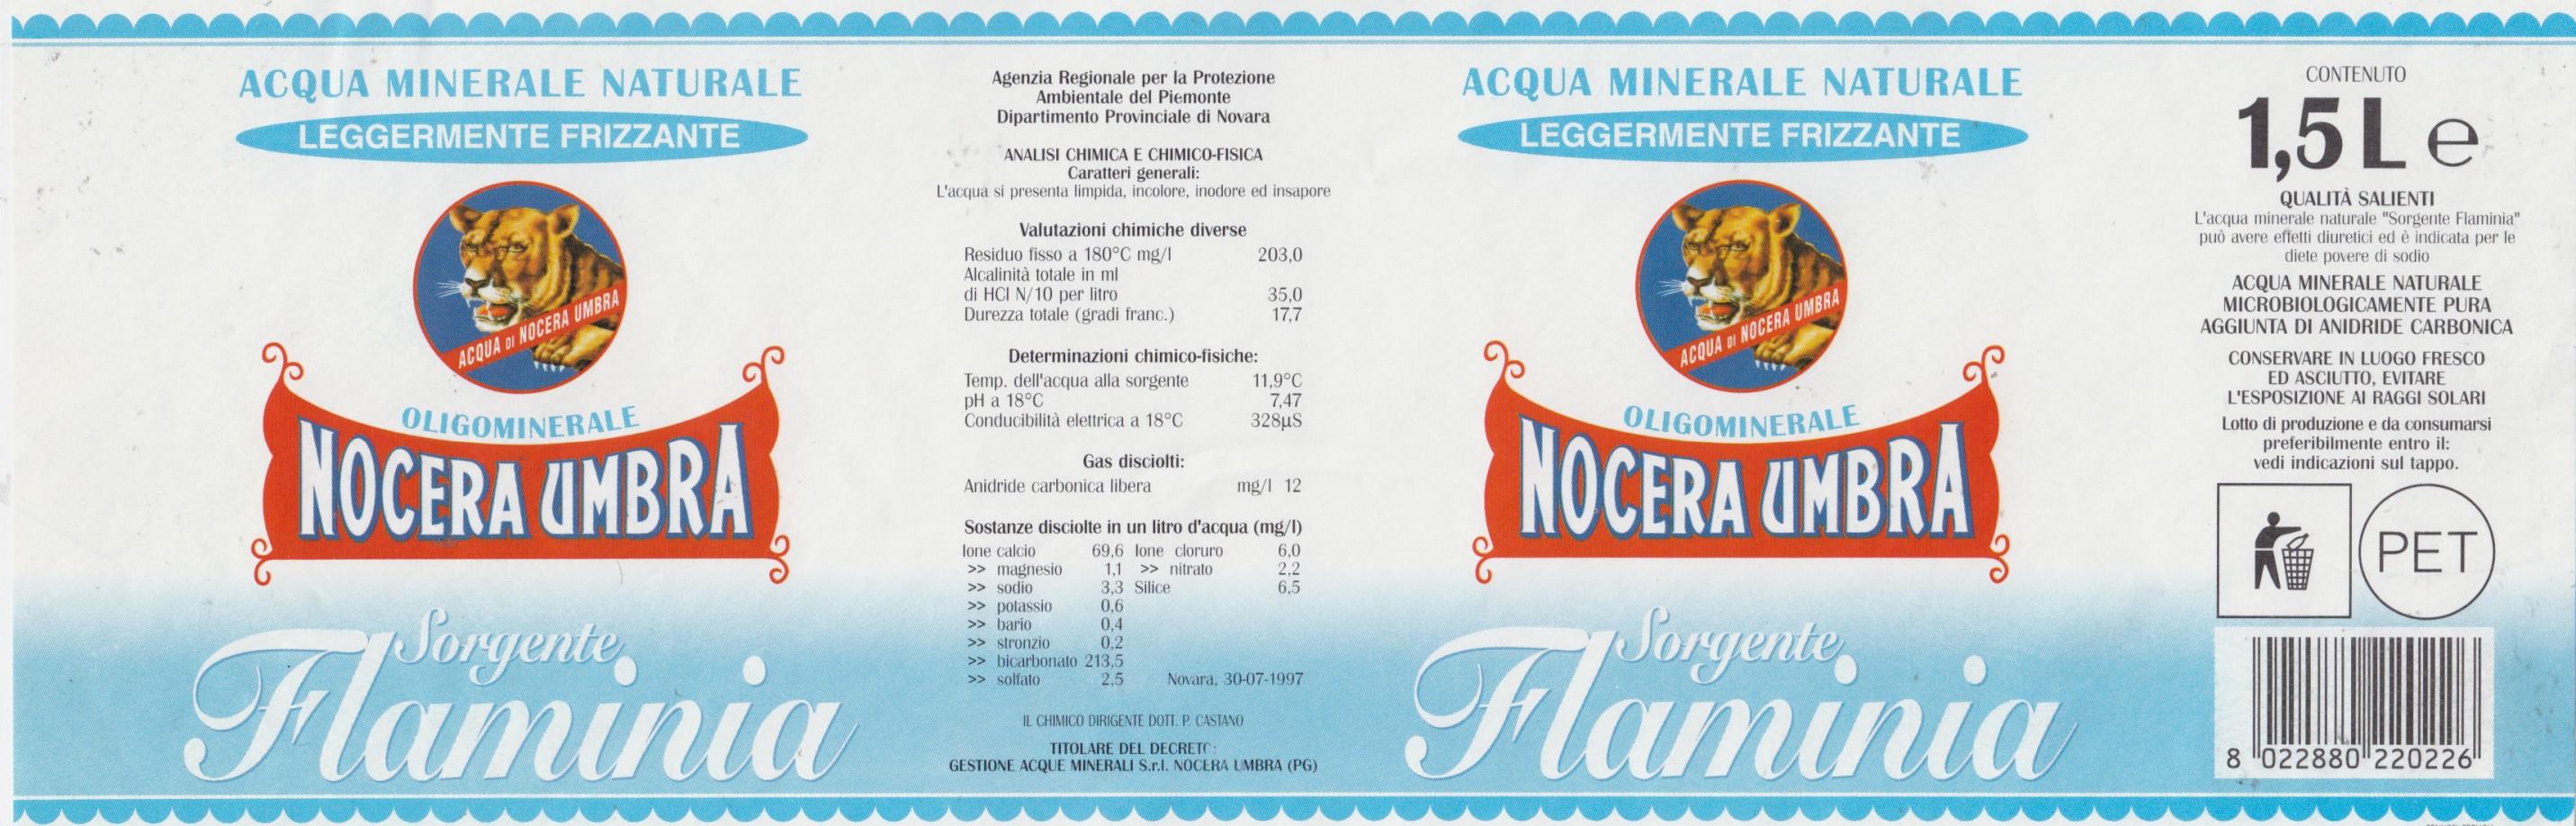 ACQUA MINERALE NATURALE
LEGGERMENTE FRIZZANTE
ACQUA DI NOCERA UMBRA
OLIGOMINERALE
NOCERA UMBRA
Sorgente
Flaminia
Agenzia Regionale per la Protezione
Ambientale del Piemonte
Dipartimento Provinciale di Novara
ANALISI CHIMICA E CHIMICO-FISICA
Caratteri generali:
L'acqua si presenta limpida, incolore, inodore ed insapore
Valutazioni chimiche diverse
Residuo fisso a 180°C mg/l 203,0
Alcalinità totale in ml
di HCl N/10 per litro 35,0
Durezza totale (gradi franc.) 17,7
Determinazioni chimico-fisiche:
Temp. dell'acqua alla sorgente 11,9°C
pH a 18°C 7,47
Conducibilità elettrica a 18°C 328µS
Gas disciolti:
Anidride carbonica libera mg/l 12
Sostanze disciolte in un litro d'acqua (mg/l)
Ione calcio 69,6 Ione cloruro 6,0
>> magnesio 1,1 >> nitrato 2,2
>> sodio 3,3 Silice 6,5
>> potassio 0,6
>> bario 0,4
>> stronzio 0,2
>> bicarbonato 213,5
>> solfato 2,5 Novara, 30-07-1997
IL CHIMICO DIRIGENTE DOTT. P. CASTANO
TITOLARE DEL DECRETO:
GESTIONE ACQUE MINERALI S.r.l. NOCERA UMBRA (PG)
ACQUA MINERALE NATURALE
LEGGERMENTE FRIZZANTE
ACQUA DI NOCERA UMBRA
OLIGOMINERALE
NOCERA UMBRA
Sorgente
Flaminia
CONTENUTO
1,5 L e
QUALITÀ SALIENTI
L'acqua minerale naturale "Sorgente Flaminia"
può avere effetti diuretici ed è indicata per le
diete povere di sodio
ACQUA MINERALE NATURALE
MICROBIOLOGICAMENTE PURA
AGGIUNTA DI ANIDRIDE CARBONICA
CONSERVARE IN LUOGO FRESCO
ED ASCIUTTO, EVITARE
L'ESPOSIZIONE AI RAGGI SOLARI
Lotto di produzione e da consumarsi
preferibilmente entro il:
vedi indicazioni sul tappo.
PET
8 022880 220226